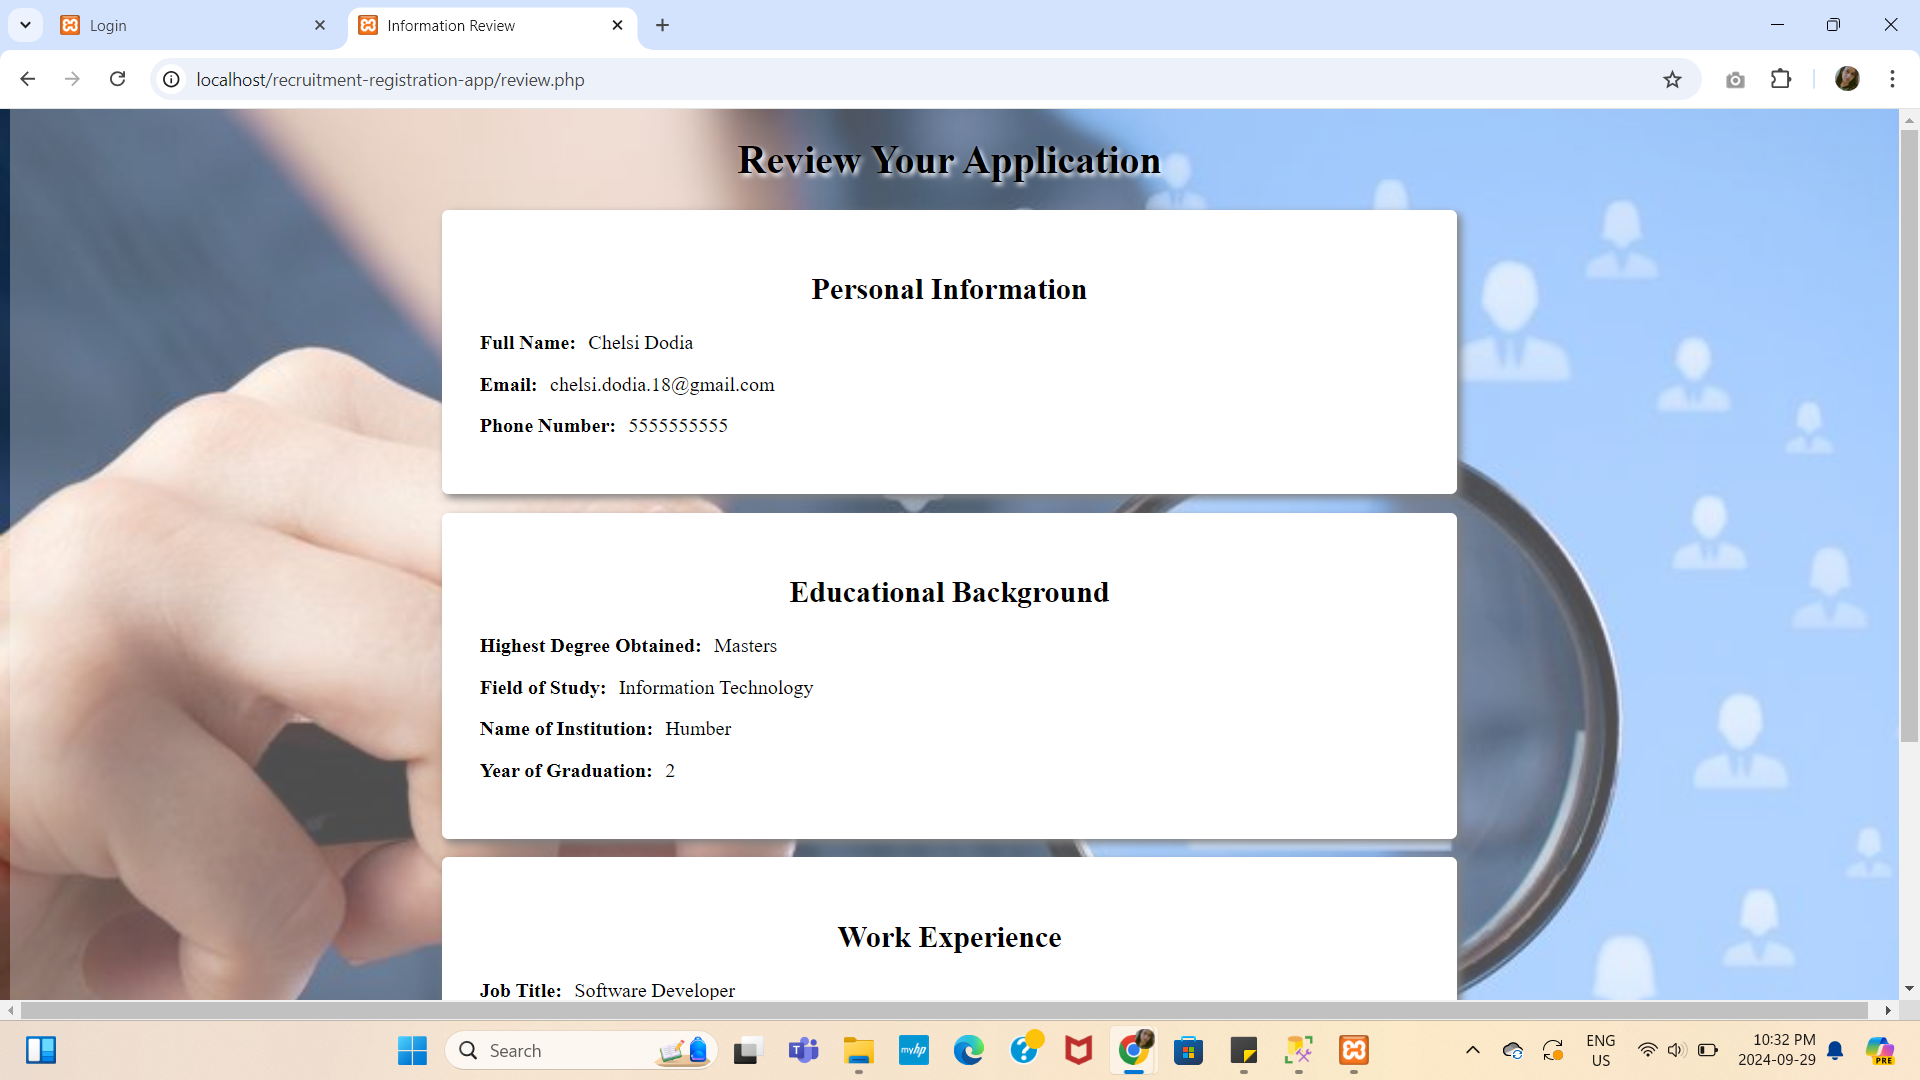 Login
Information Review
localhost/recruitment-registration-app/review.php
Review Your Application
Personal Information
Full Name: Chelsi Dodia
Email: chelsi.dodia.18@gmail.com
Phone Number: 5555555555
Educational Background
Highest Degree Obtained: Masters
Field of Study: Information Technology
Name of Institution: Humber
Year of Graduation: 2
Work Experience
Job Title: Software Developer
Search
myhp
ENG
US
10:32 PM
2024-09-29
PRE